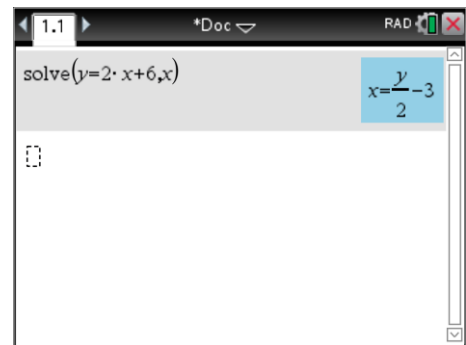 1.1 *Doc RAD
solve(y=2· x+6,x)
x=y/2−3